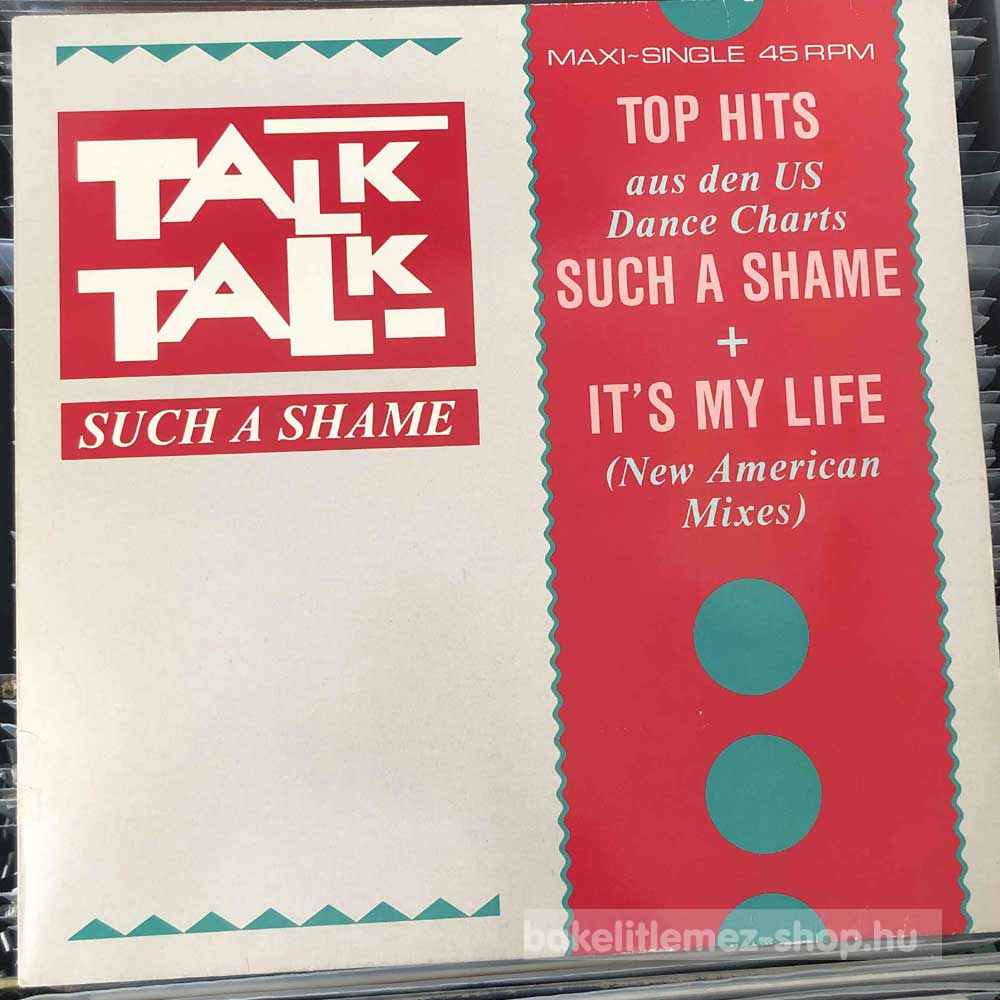 TALK
TALK
SUCH A SHAME
MAXI~SINGLE 45 RPM
TOP HITS
aus den US
Dance Charts
SUCH A SHAME
+
IT'S MY LIFE
(New American
Mixes)
bokelitlemez-shop.hu